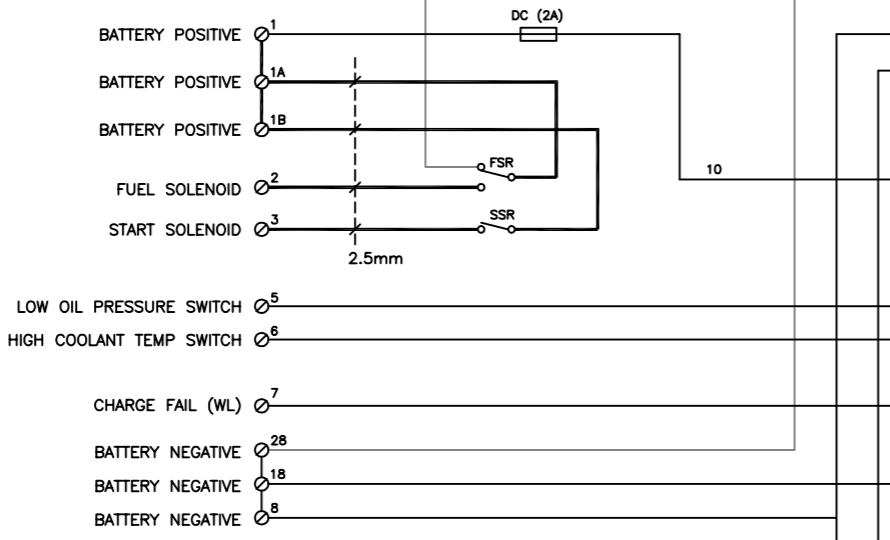 DC (2A)
BATTERY POSITIVE 1
BATTERY POSITIVE 1A
BATTERY POSITIVE 1B
FSR
10
FUEL SOLENOID 2
SSR
START SOLENOID 3
2.5mm
LOW OIL PRESSURE SWITCH 5
HIGH COOLANT TEMP SWITCH 6
CHARGE FAIL (WL) 7
BATTERY NEGATIVE 28
BATTERY NEGATIVE 18
BATTERY NEGATIVE 8